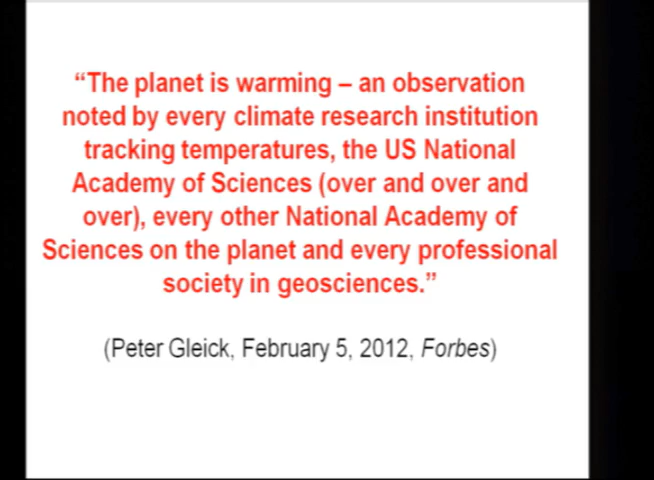 “The planet is warming – an observation
noted by every climate research institution
tracking temperatures, the US National
Academy of Sciences (over and over and
over), every other National Academy of
Sciences on the planet and every professional
society in geosciences.”
(Peter Gleick, February 5, 2012, Forbes)